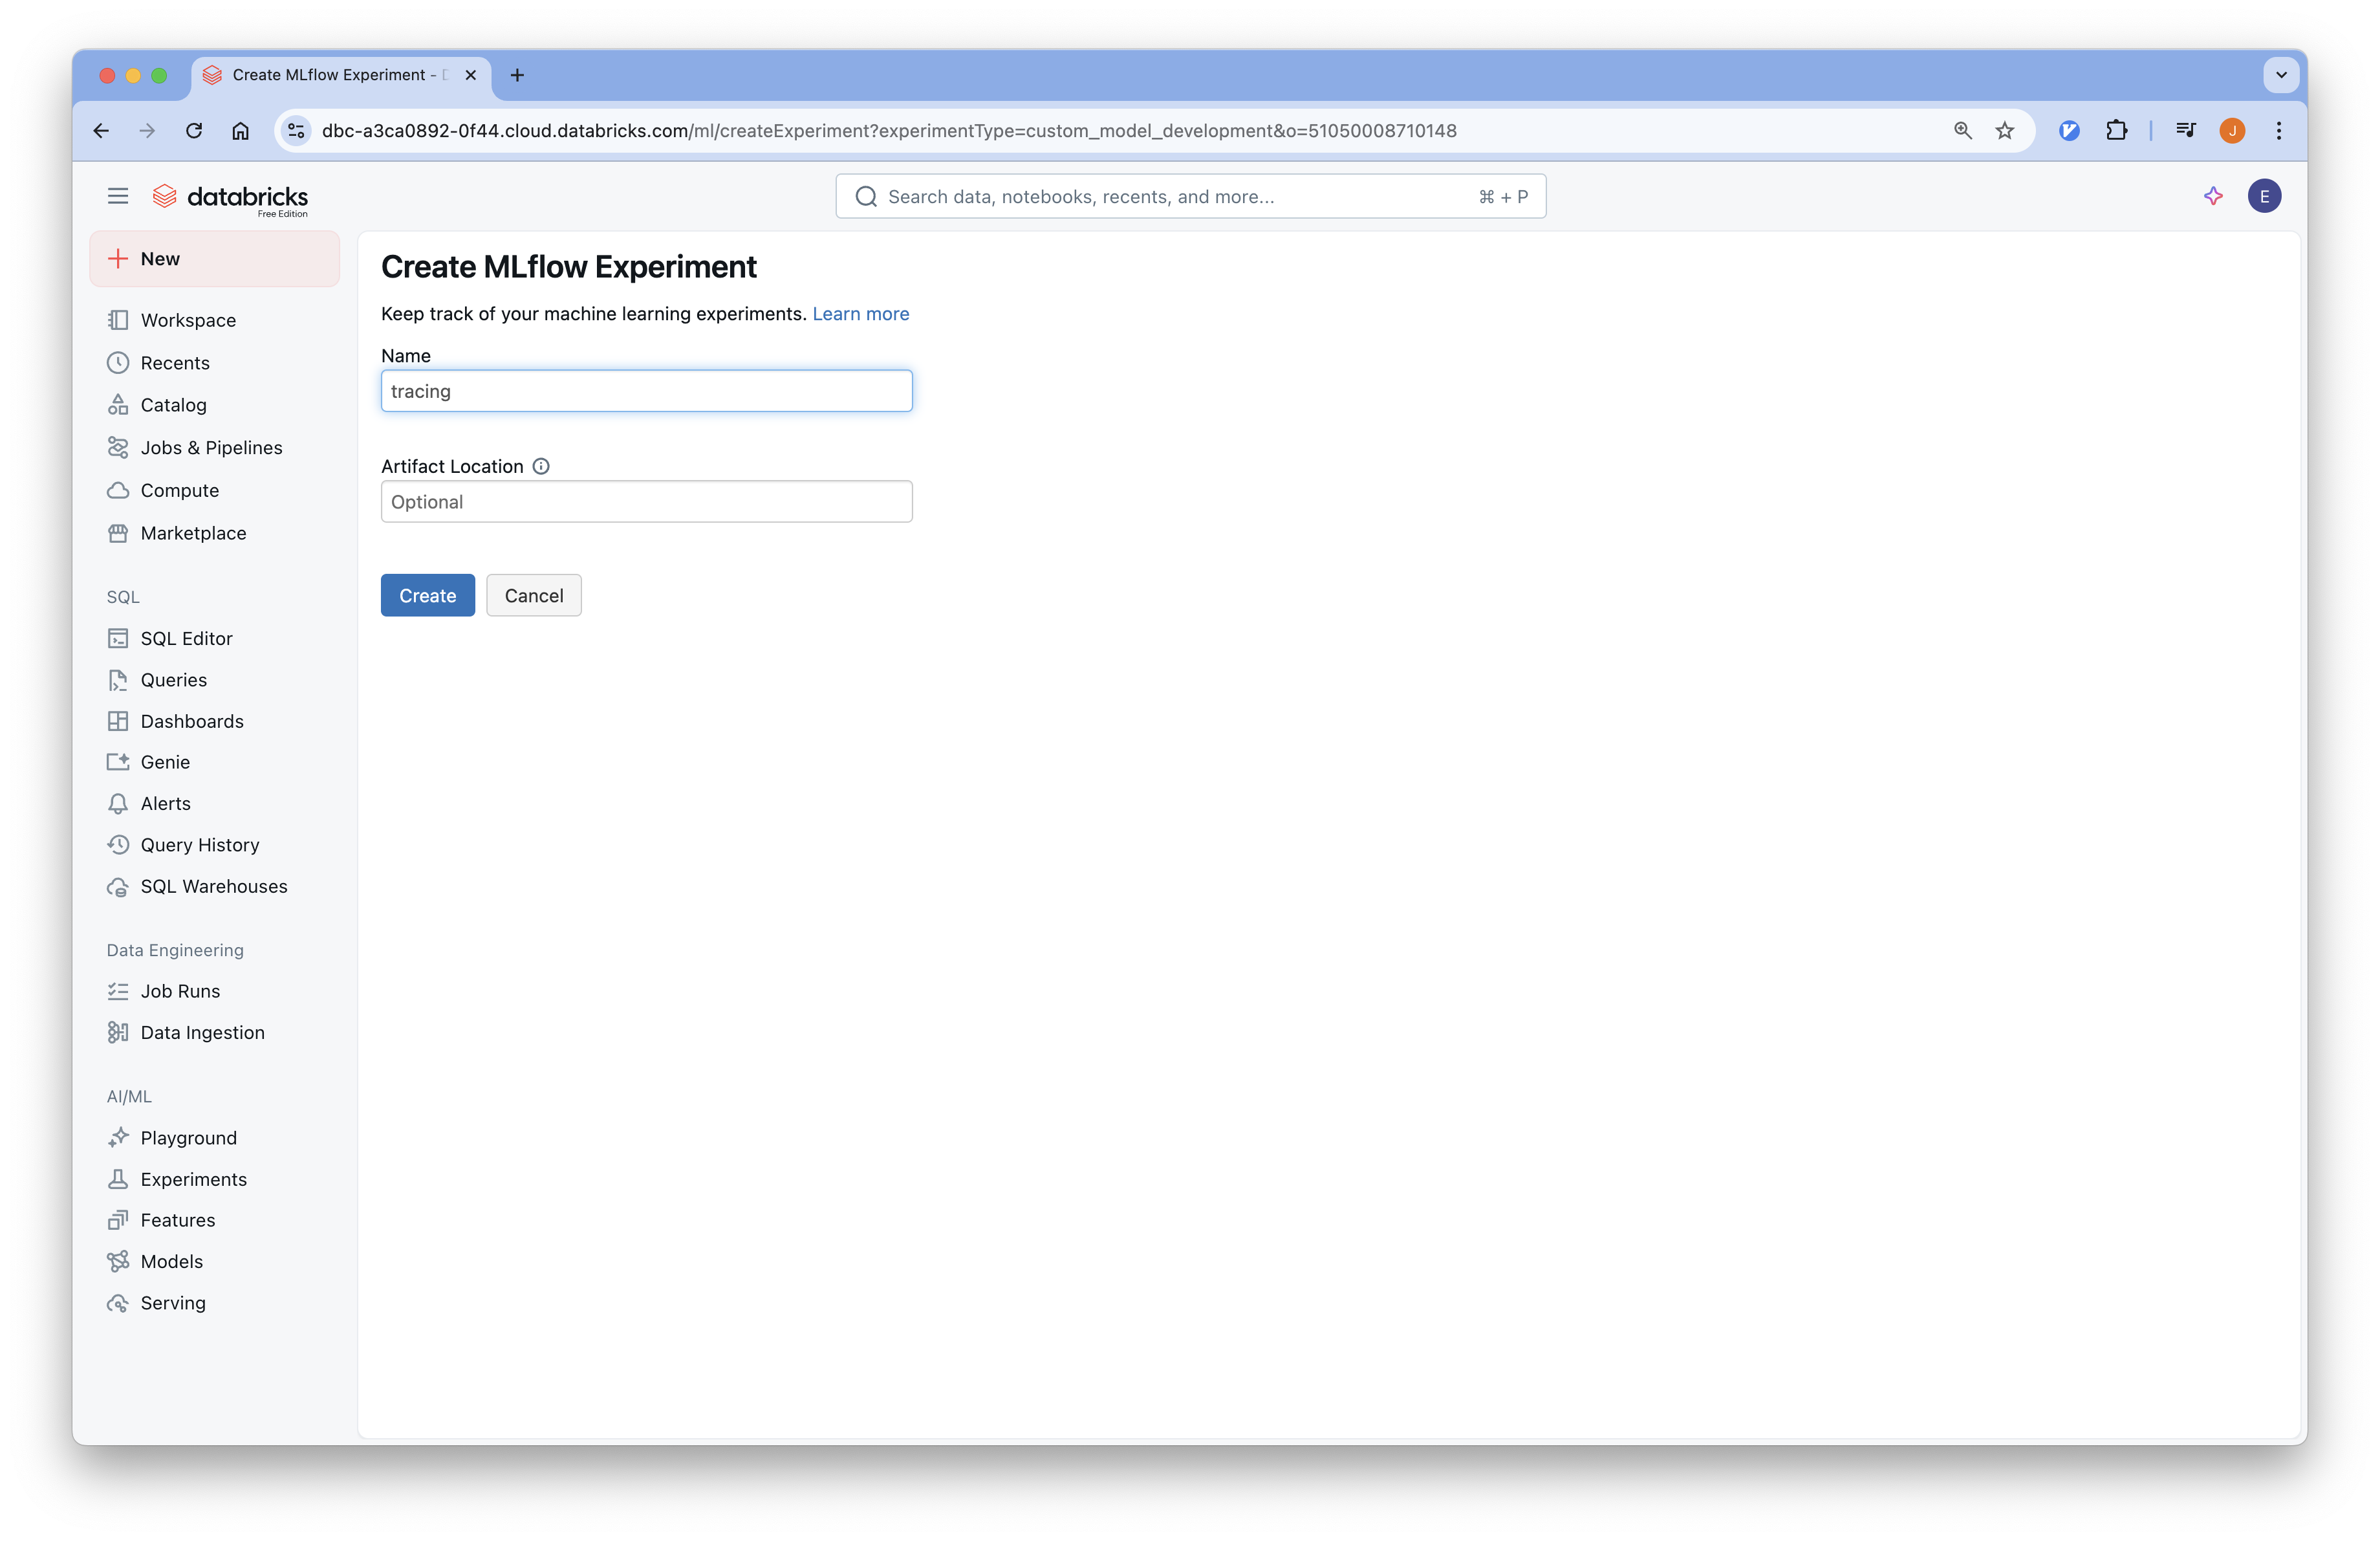 Create MLflow Experiment -
dbc-a3ca0892-0f44.cloud.databricks.com/ml/createExperiment?experimentType=custom_model_development&o=51050008710148
J
databricks
Free Edition
Search data, notebooks, recents, and more...
⌘ + P
E
New
Workspace
Recents
Catalog
Jobs & Pipelines
Compute
Marketplace
SQL
SQL Editor
Queries
Dashboards
Genie
Alerts
Query History
SQL Warehouses
Data Engineering
Job Runs
Data Ingestion
AI/ML
Playground
Experiments
Features
Models
Serving
Create MLflow Experiment
Keep track of your machine learning experiments. Learn more
Name
tracing
Artifact Location
Optional
Create
Cancel